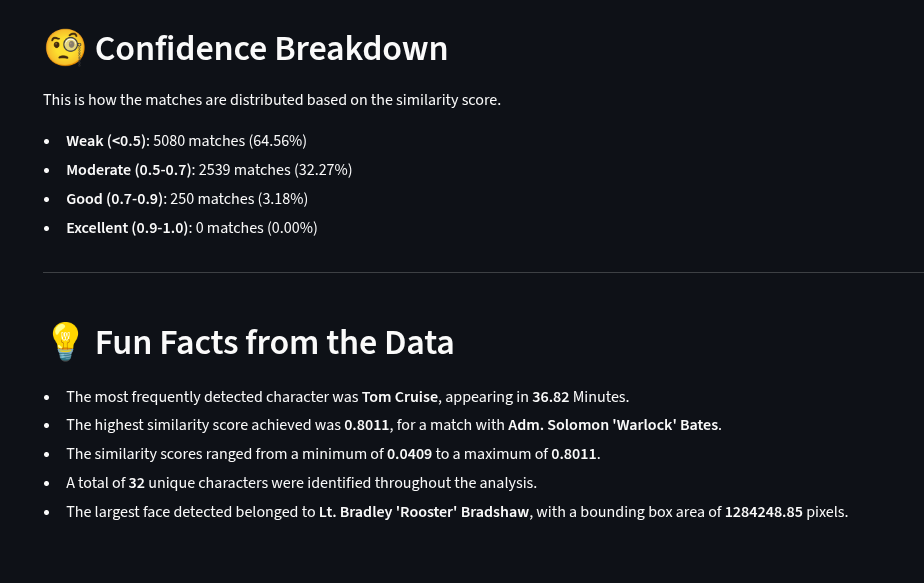 🧐 Confidence Breakdown
This is how the matches are distributed based on the similarity score.
• Weak (<0.5): 5080 matches (64.56%)
• Moderate (0.5-0.7): 2539 matches (32.27%)
• Good (0.7-0.9): 250 matches (3.18%)
• Excellent (0.9-1.0): 0 matches (0.00%)
💡 Fun Facts from the Data
• The most frequently detected character was Tom Cruise, appearing in 36.82 Minutes.
• The highest similarity score achieved was 0.8011, for a match with Adm. Solomon 'Warlock' Bates.
• The similarity scores ranged from a minimum of 0.0409 to a maximum of 0.8011.
• A total of 32 unique characters were identified throughout the analysis.
• The largest face detected belonged to Lt. Bradley 'Rooster' Bradshaw, with a bounding box area of 1284248.85 pixels.